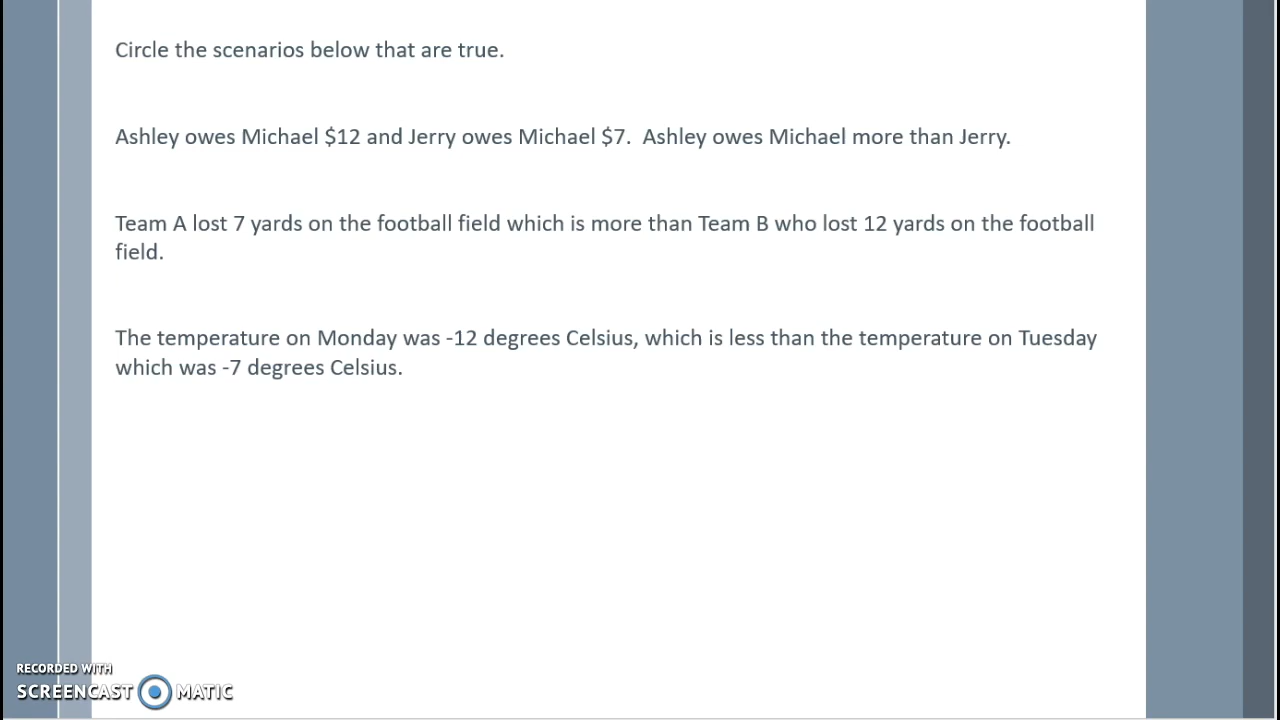 Circle the scenarios below that are true.
Ashley owes Michael $12 and Jerry owes Michael $7.  Ashley owes Michael more than Jerry.
Team A lost 7 yards on the football field which is more than Team B who lost 12 yards on the football
field.
The temperature on Monday was -12 degrees Celsius, which is less than the temperature on Tuesday
which was -7 degrees Celsius.
RECORDED WITH
SCREENCAST MATIC